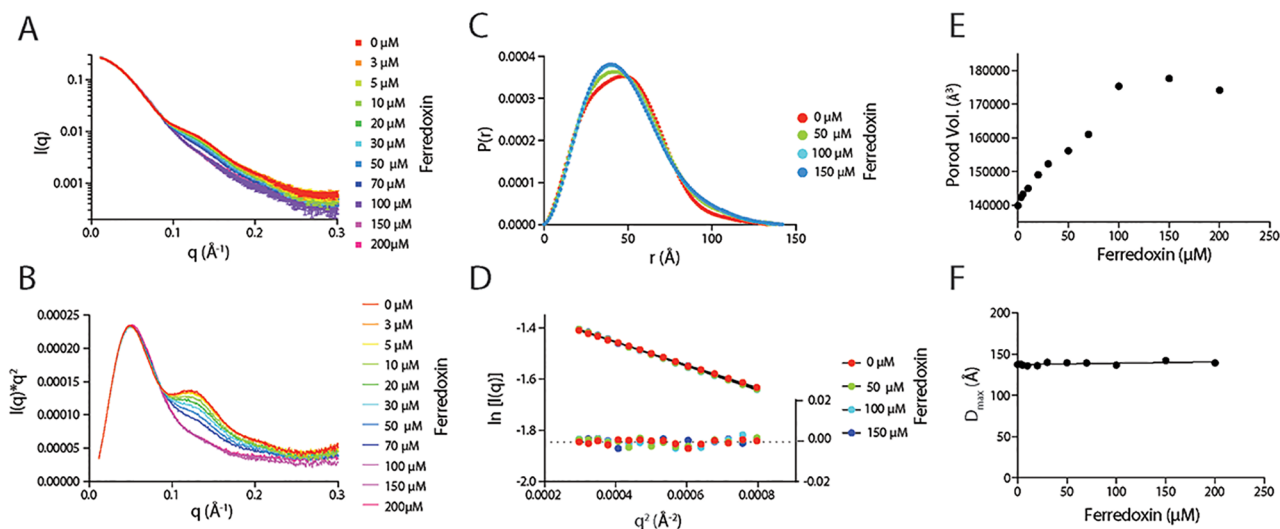 A
0 µM
3 µM
5 µM
10 µM
20 µM
30 µM
50 µM
70 µM
100 µM
150 µM
200µM
Ferredoxin
0.1
0.01
0.001
I(q)
0.0
0.1
0.2
0.3
q (Å⁻¹)
B
0 µM
3 µM
5 µM
10 µM
20 µM
30 µM
50 µM
70 µM
100 µM
150 µM
200µM
Ferredoxin
0.00025
0.00020
0.00015
0.00010
0.00005
0.00000
I(q)*q²
0.0
0.1
0.2
0.3
q (Å⁻¹)
C
0.0004
0.0003
0.0002
0.0001
0.0000
P(r)
0
50
100
150
r (Å)
0 µM
50 µM
100 µM
150 µM
Ferredoxin
D
-1.4
-1.6
-1.8
-2.0
ln [I(q)]
0.02
0.00
-0.02
0.0002
0.0004
0.0006
0.0008
q² (Å⁻²)
0 µM
50 µM
100 µM
150 µM
Ferredoxin
E
180000
170000
160000
150000
140000
Porod Vol. (Å³)
0
50
100
150
200
250
Ferredoxin (µM)
F
200
150
100
50
0
Dmax (Å)
0
50
100
150
200
250
Ferredoxin (µM)